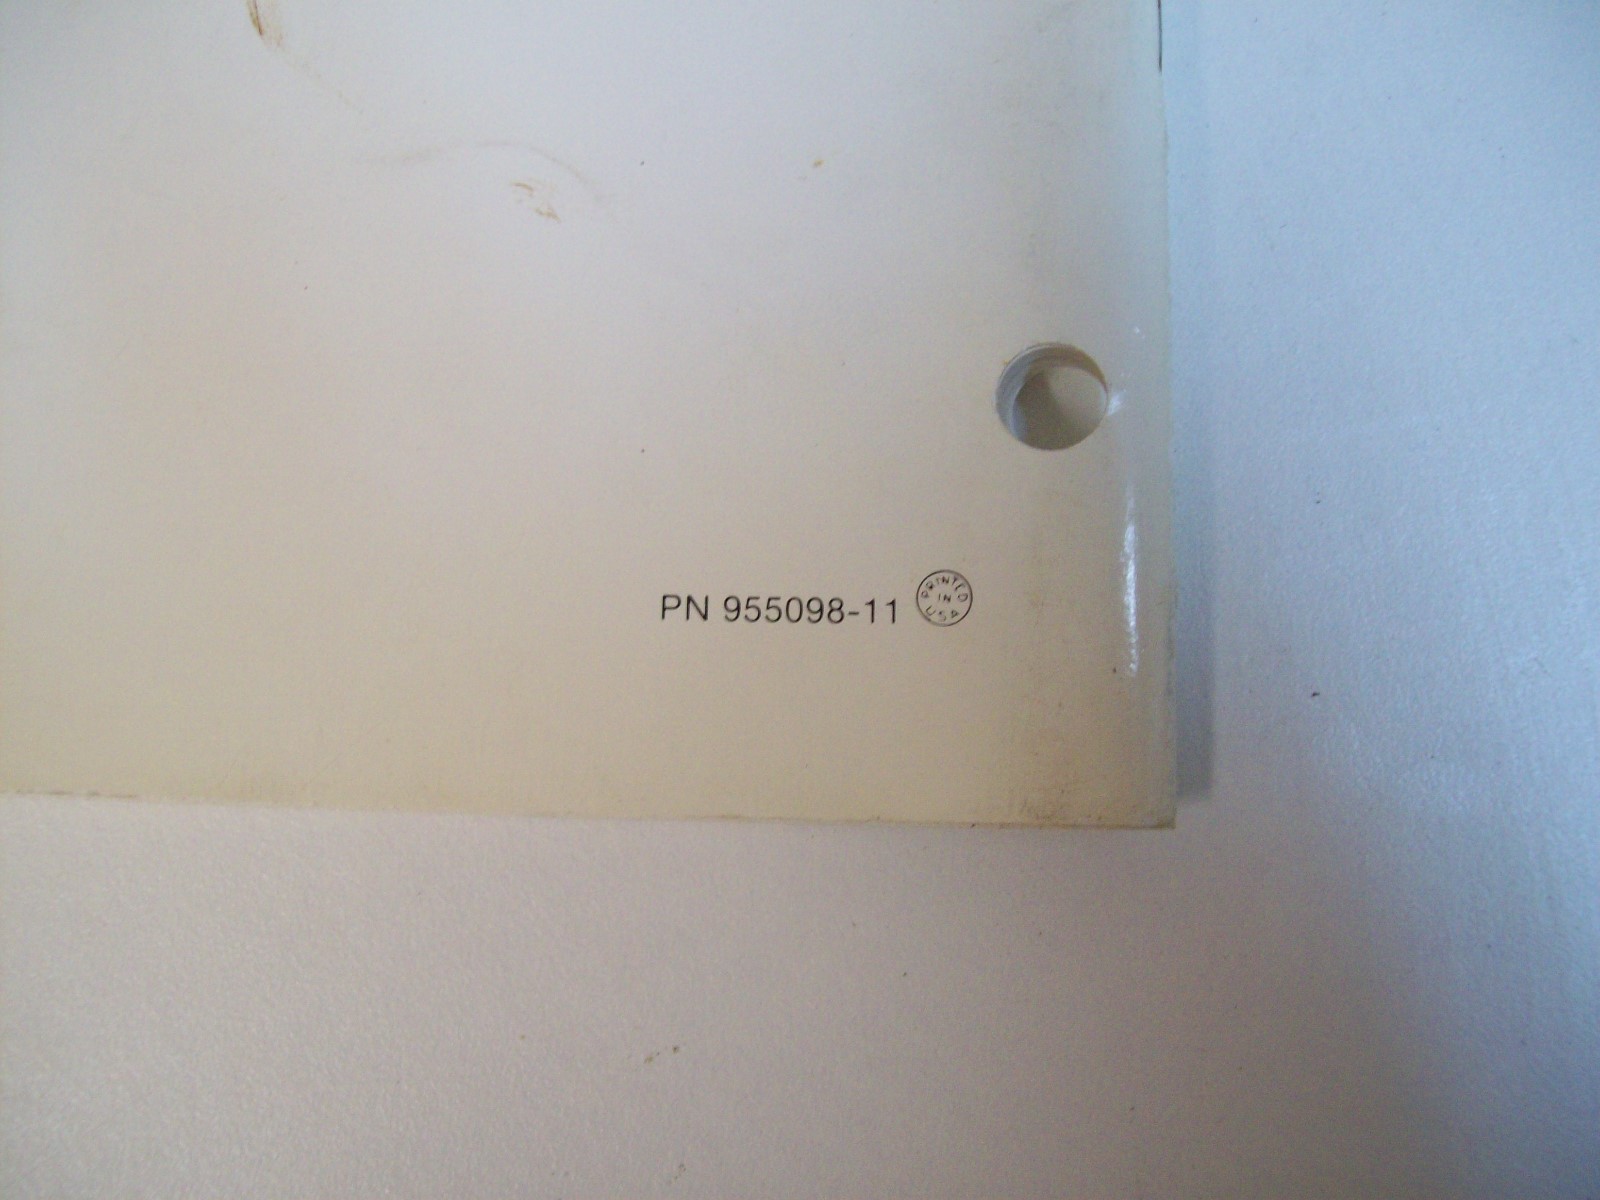 PN 955098-11
PRINTED
IN
USA